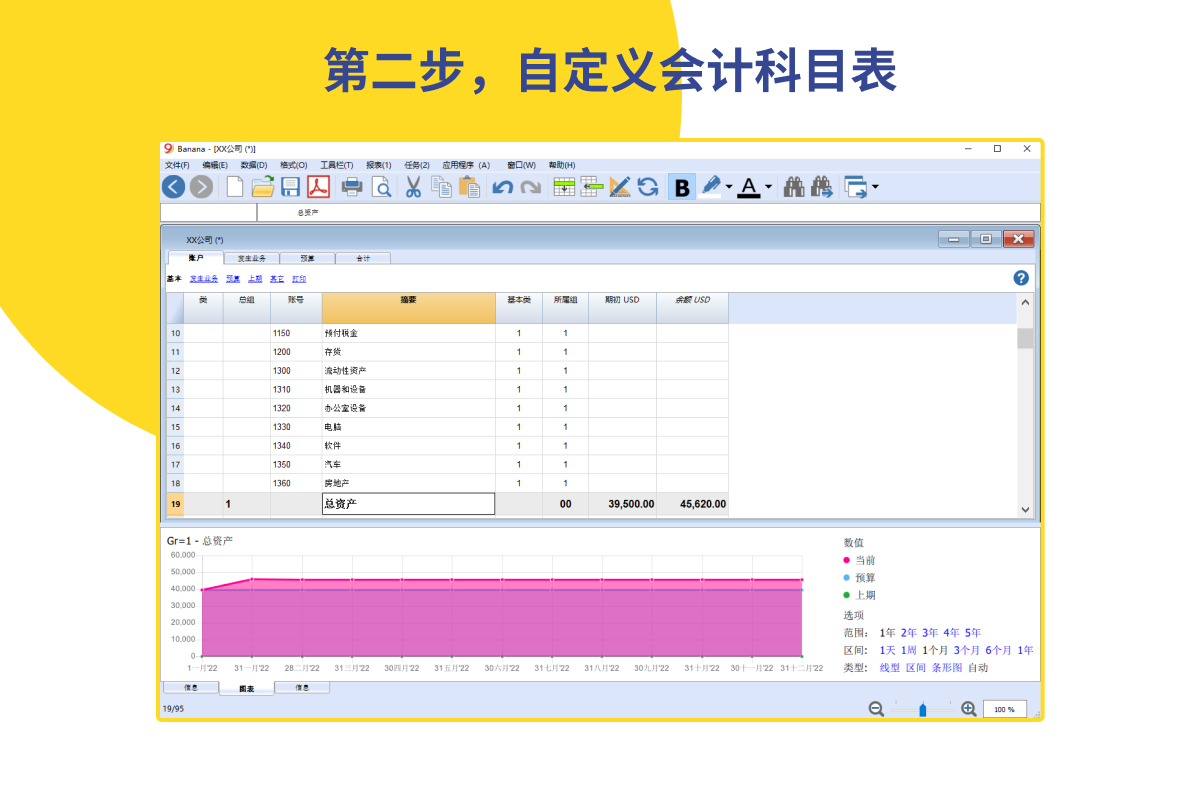 第二步，自定义会计科目表
Banana - [XX公司 (*)]
文件(F) 编辑(E) 数据(D) 格式(O) 工具栏(T) 报表(1) 任务(2) 应用程序 (A) 窗口(W) 帮助(H)
B A
总资产
XX公司 (*)
账户 发生业务 预算 合计
基本 发生业务 预算 上期 其它 打印 ?
类 总组 账号 摘要 基本类 所属组 期初 USD 余额 USD
10 1150 预付税金 1 1
11 1200 存货 1 1
12 1300 流动性资产 1 1
13 1310 机器和设备 1 1
14 1320 办公室设备 1 1
15 1330 电脑 1 1
16 1340 软件 1 1
17 1350 汽车 1 1
18 1360 房地产 1 1
19 1 总资产 00 39,500.00 45,620.00
Gr=1 - 总资产
60,000
50,000
40,000
30,000
20,000
10,000
0
1一月'22 31一月'22 28二月'22 31三月'22 30四月'22 31五月'22 30六月'22 31七月'22 31八月'22 30九月'22 31十月'22 30十一月'22 31十二月'22
数值
当前
预算
上期
选项
范围: 1年 2年 3年 4年 5年
区间: 1天 1周 1个月 3个月 6个月 1年
类型: 线型 区间 条形图 自动
信息 图表 信息
19/95 100 %